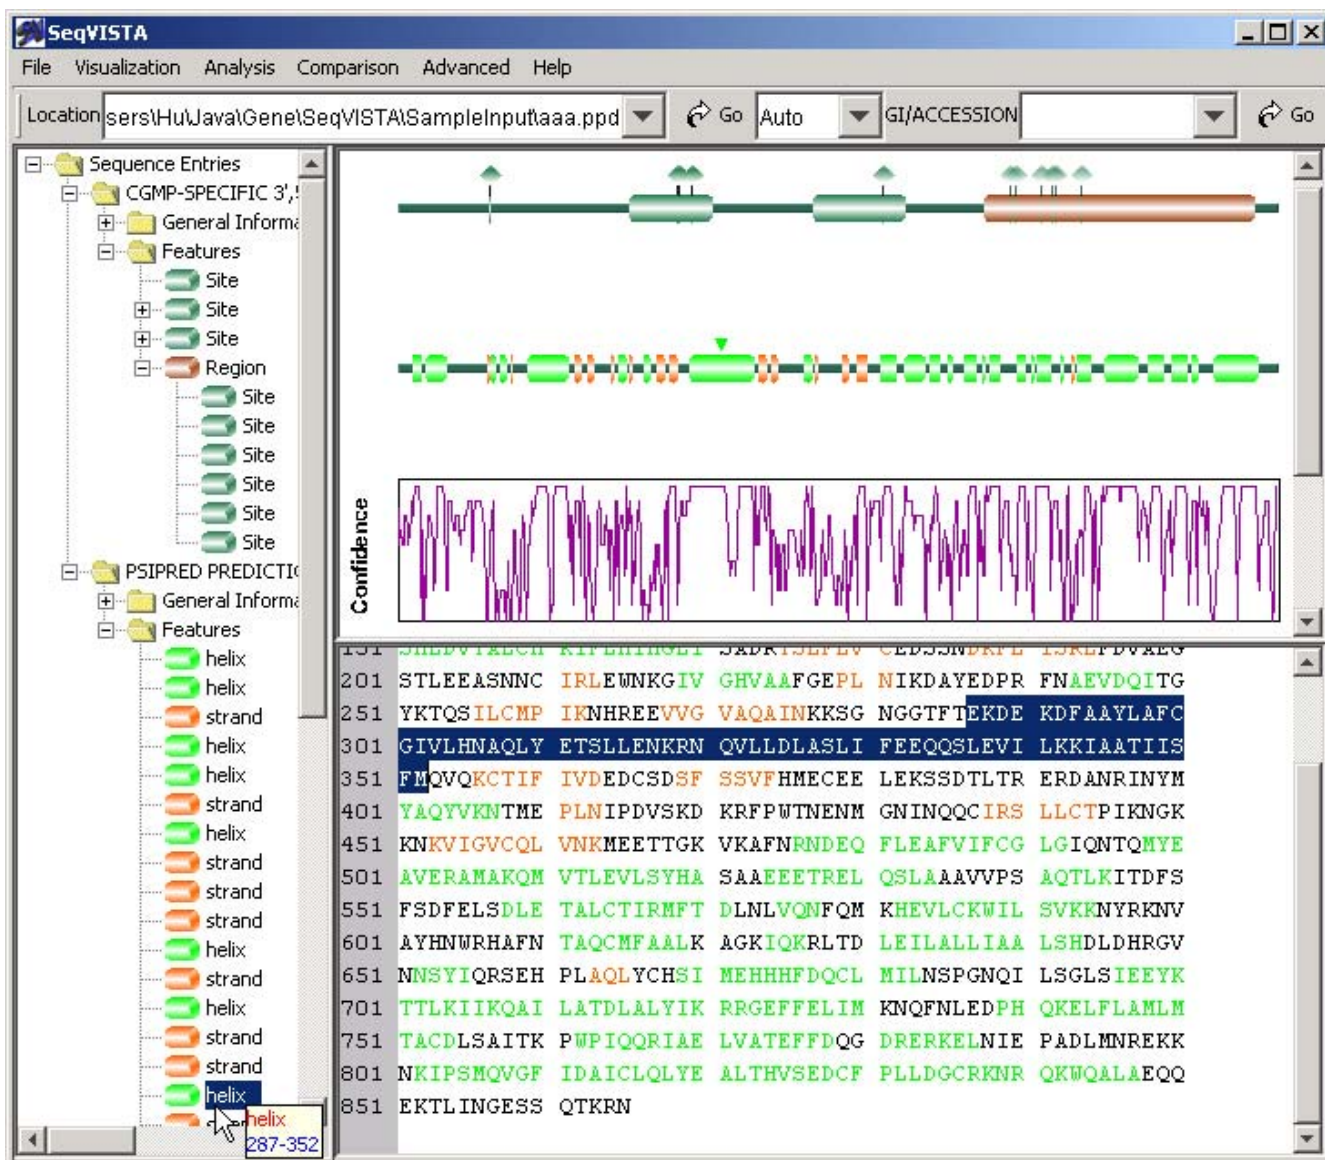 SeqVISTA
File Visualization Analysis Comparison Advanced Help
Location sers\Hu\Java\Gene\SeqVISTA\SampleInput\aaa.ppd Go Auto GI/ACCESSION Go
Sequence Entries
CGMP-SPECIFIC 3',5
General Informa
Features
Site
Site
Site
Region
Site
Site
Site
Site
Site
Site
PSIPRED PREDICTIO
General Informa
Features
helix
helix
strand
helix
helix
strand
helix
strand
strand
strand
helix
strand
helix
strand
strand
helix
helix
287-352
Confidence
201 STLEEASNNC IRLEWNKGIV GHVAAFGEPL NIKDAYEDPR FNAEVDQITG
251 YKTQSILCMP IKNHREEVVG VAQAINKKSG NGGTFTEKDE KDFAAYLAFC
301 GIVLHNAQLY ETSLLENKRN QVLLDLASLI FEEQQSLEVI LKKIAATIIS
351 FMQVQKCTIF IVDEDCSDSF SSVFHMECEE LEKSSDTLTR ERDANRINYM
401 YAQYVKNTME PLNIPDVSKD KRFPWTNENM GNINQQCIRS LLCTPIKNGK
451 KNKVIGVCQL VNKMEETTGK VKAFNRNDEQ FLEAFVIFCG LGIQNTQMYE
501 AVERAMAKQM VTLEVLSYHA SAAEEETREL QSLAAAVVPS AQTLKITDFS
551 FSDFELSDLE TALCTIRMFT DLNLVQNFQM KHEVLCKWIL SVKKNYRKNV
601 AYHNWRHAFN TAQCMFAALK AGKIQKRLTD LEILALLIAA LSHDLDHRGV
651 NNSYIQRSEH PLAQLYCHSI MEHHHFDQCL MILNSPGNQI LSGLSIEEYK
701 TTLKIIKQAI LATDLALYIK RRGEFFELIM KNQFNLEDPH QKELFLAMLM
751 TACDLSAITK PWPIQQRIAE LVATEFFDQG DRERKELNIE PADLMNREKK
801 NKIPSMQVGF IDAICLQLYE ALTHVSEDCF PLLDGCRKNR QKWQALAEQQ
851 EKTLINGESS QTKRN